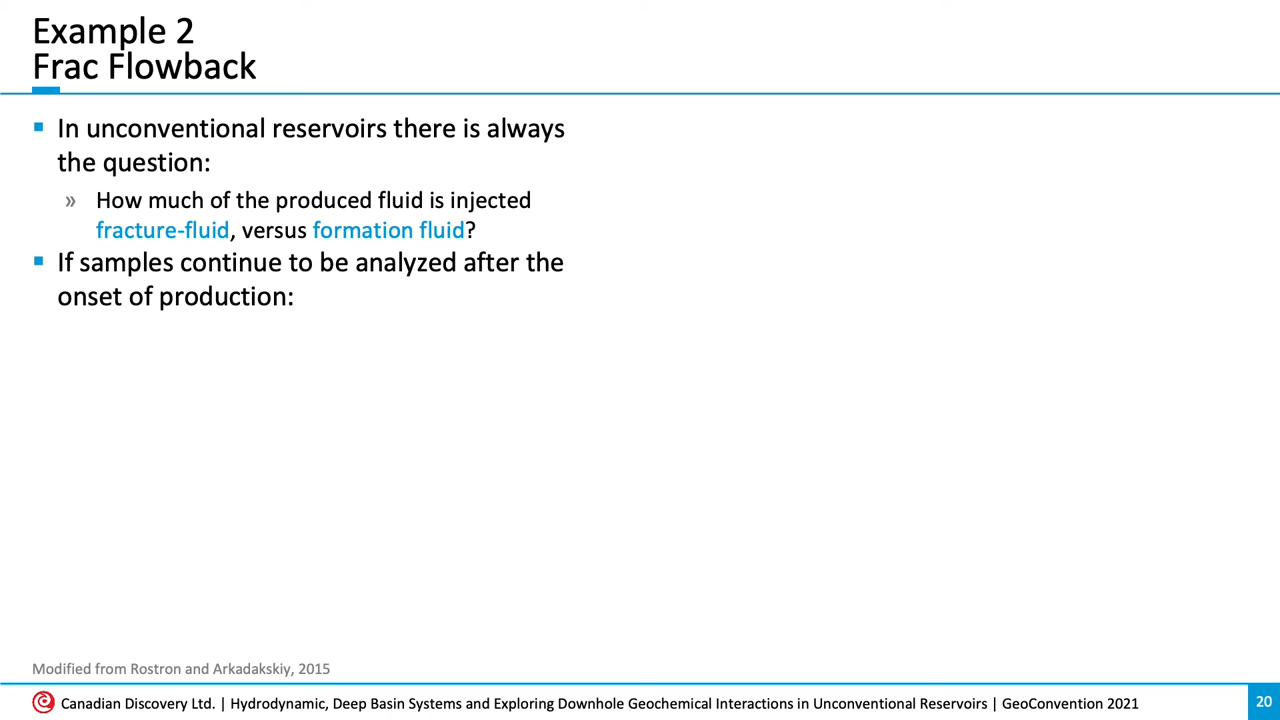 Example 2
Frac Flowback
▪ In unconventional reservoirs there is always
the question:
» How much of the produced fluid is injected
fracture-fluid, versus formation fluid?
▪ If samples continue to be analyzed after the
onset of production:
Modified from Rostron and Arkadakskiy, 2015
Canadian Discovery Ltd. | Hydrodynamic, Deep Basin Systems and Exploring Downhole Geochemical Interactions in Unconventional Reservoirs | GeoConvention 2021
20